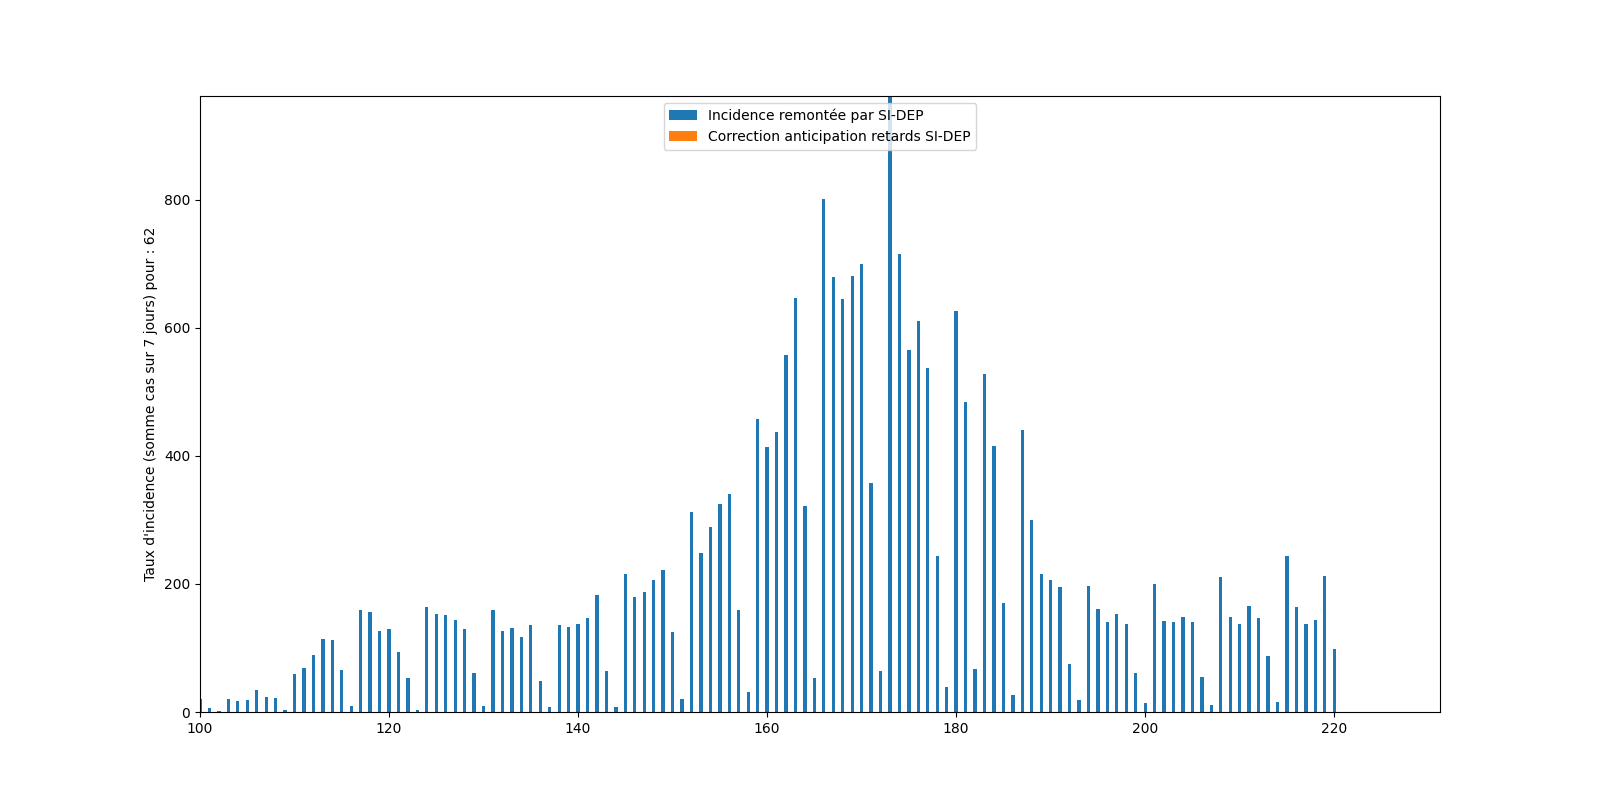 Incidence remontée par SI-DEP
Correction anticipation retards SI-DEP
Taux d'incidence (somme cas sur 7 jours) pour : 62
800
600
400
200
0
100 120 140 160 180 200 220